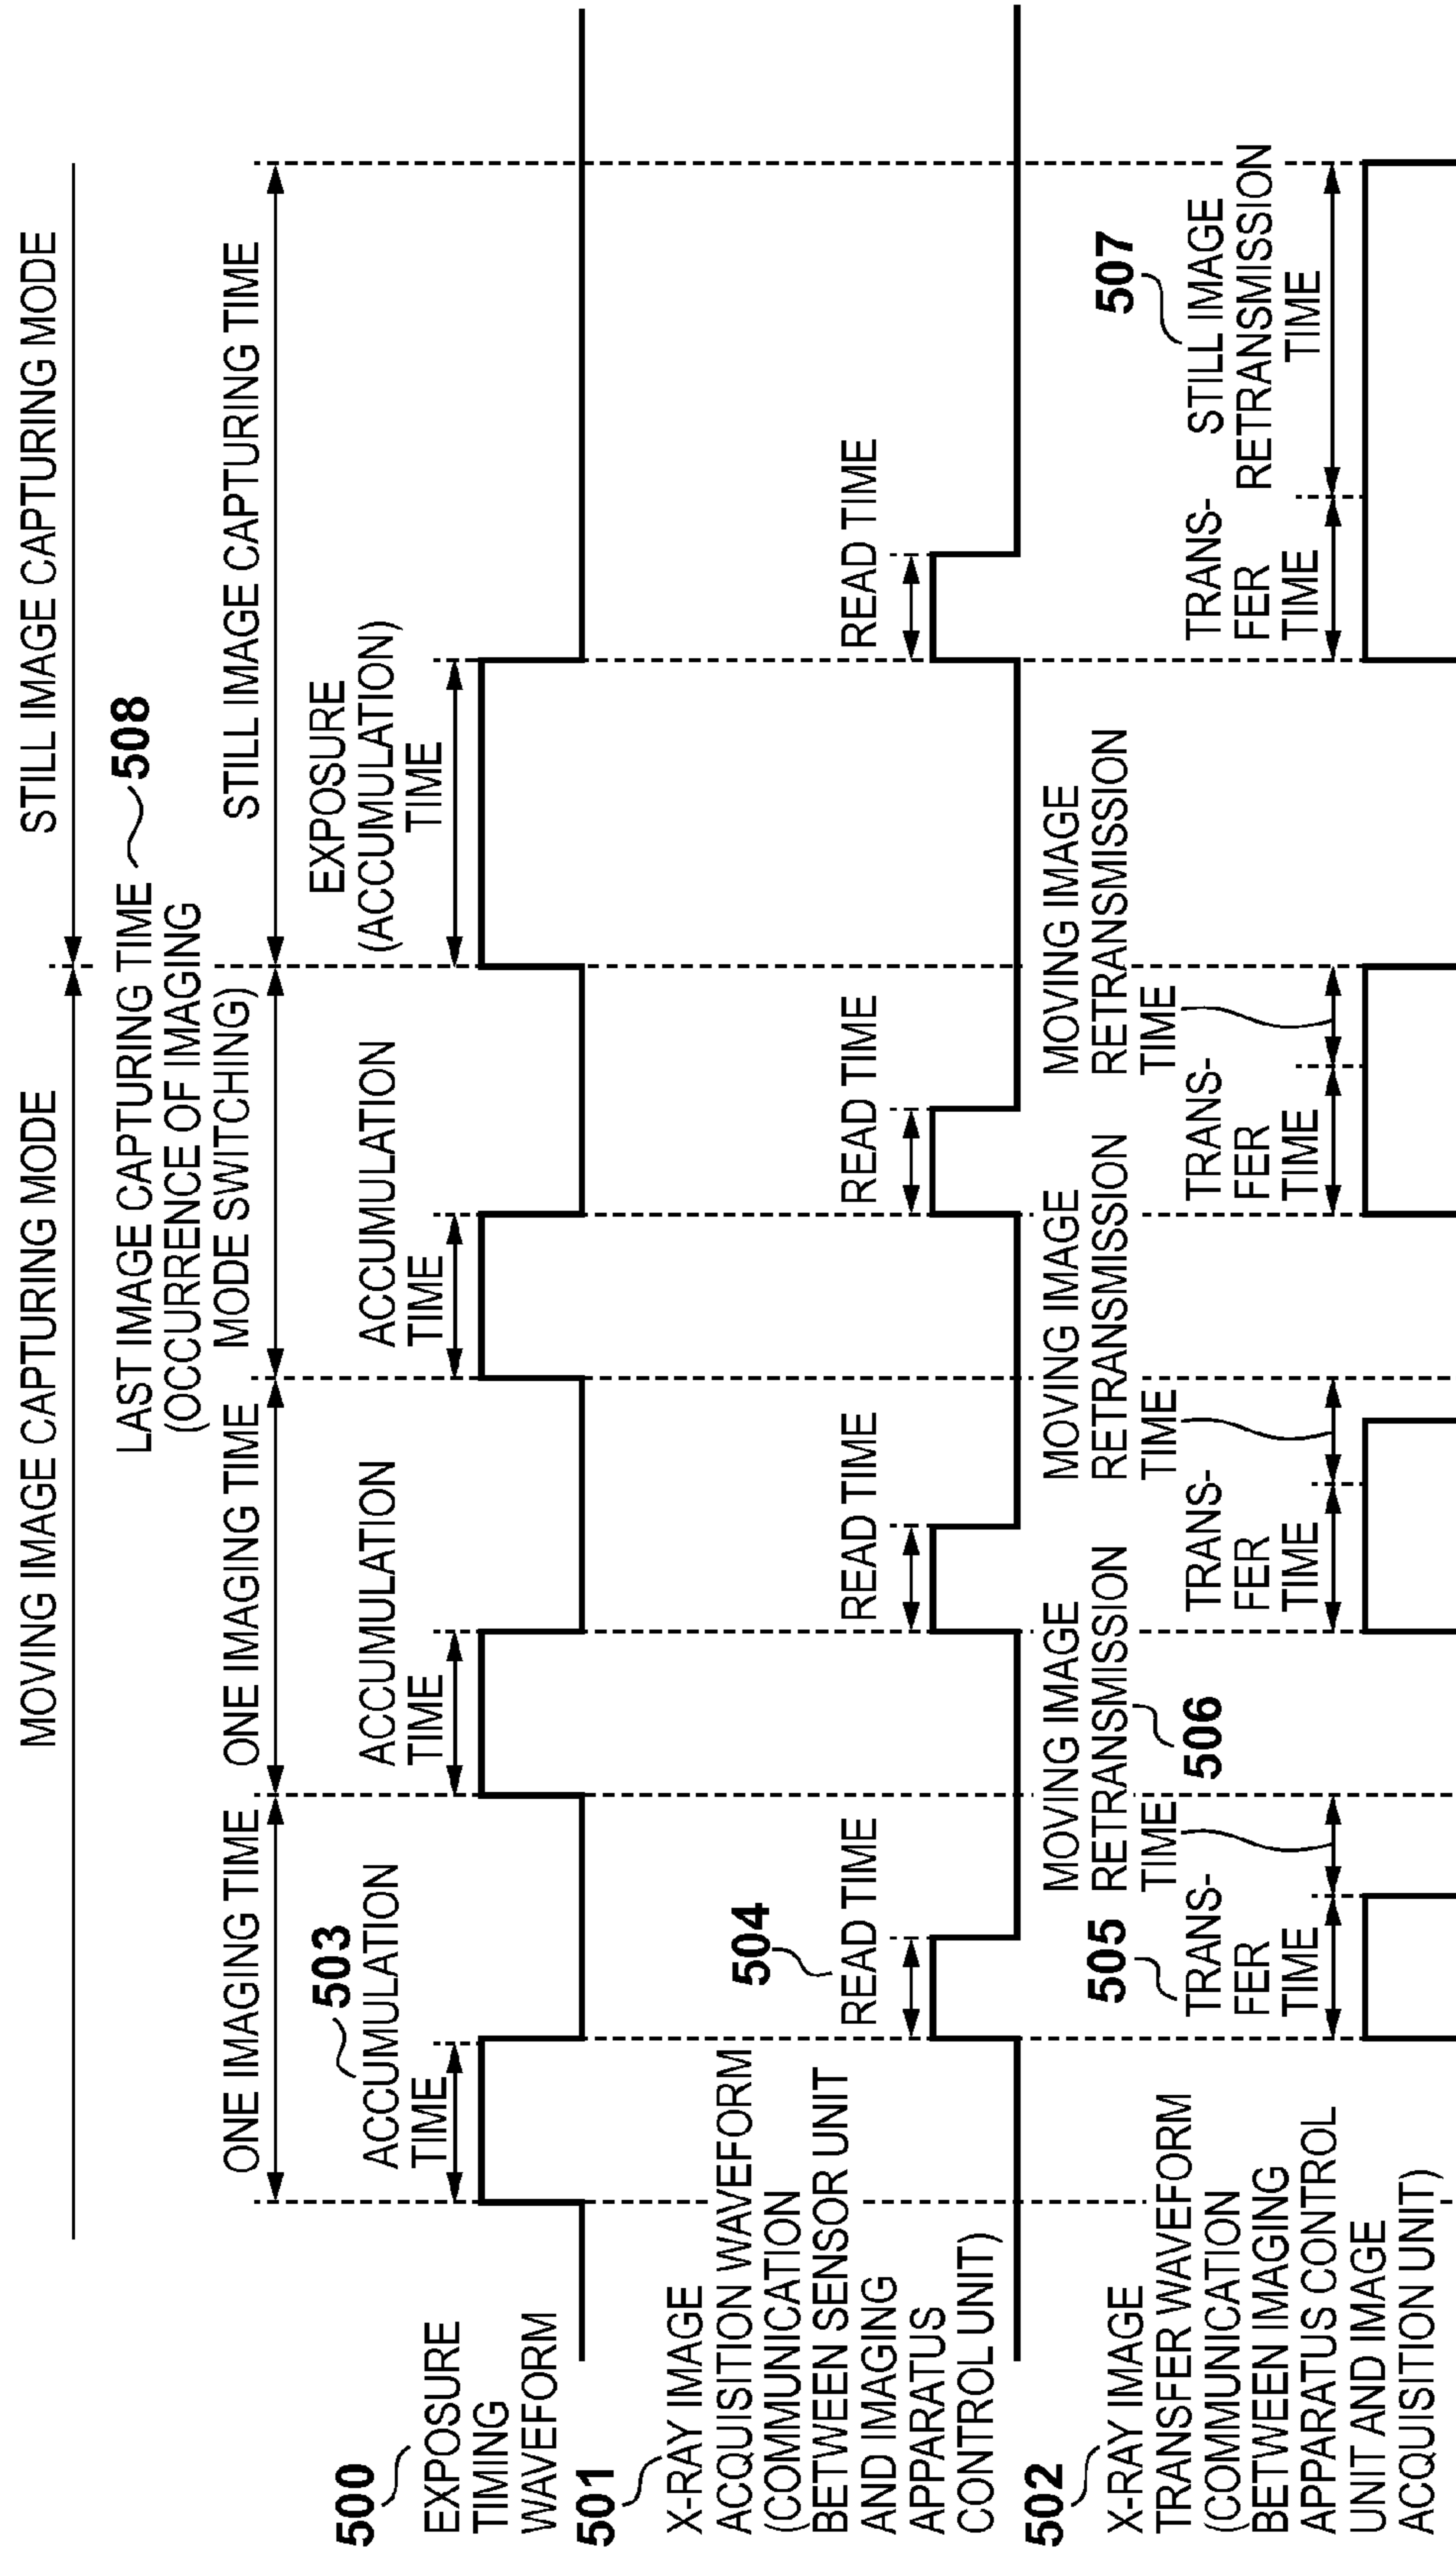 MOVING IMAGE CAPTURING MODE
STILL IMAGE CAPTURING MODE
LAST IMAGE CAPTURING TIME
(OCCURRENCE OF IMAGING
MODE SWITCHING)
508
ONE IMAGING TIME
ONE IMAGING TIME
STILL IMAGE CAPTURING TIME
500
EXPOSURE
TIMING
WAVEFORM
503
ACCUMULATION
TIME
ACCUMULATION
TIME
ACCUMULATION
TIME
EXPOSURE
(ACCUMULATION)
TIME
501
X-RAY IMAGE
ACQUISITION WAVEFORM
(COMMUNICATION
BETWEEN SENSOR UNIT
AND IMAGING
APPARATUS
CONTROL UNIT)
504
READ TIME
READ TIME
READ TIME
READ TIME
502
X-RAY IMAGE
TRANSFER WAVEFORM
(COMMUNICATION
BETWEEN IMAGING
APPARATUS CONTROL
UNIT AND IMAGE
ACQUISITION UNIT)
505
TRANS-
FER
TIME
MOVING IMAGE
RETRANSMISSION
TIME
506
TRANS-
FER
TIME
MOVING IMAGE
RETRANSMISSION
TIME
TRANS-
FER
TIME
MOVING IMAGE
RETRANSMISSION
TIME
TRANS-
FER
TIME
507
STILL IMAGE
RETRANSMISSION
TIME